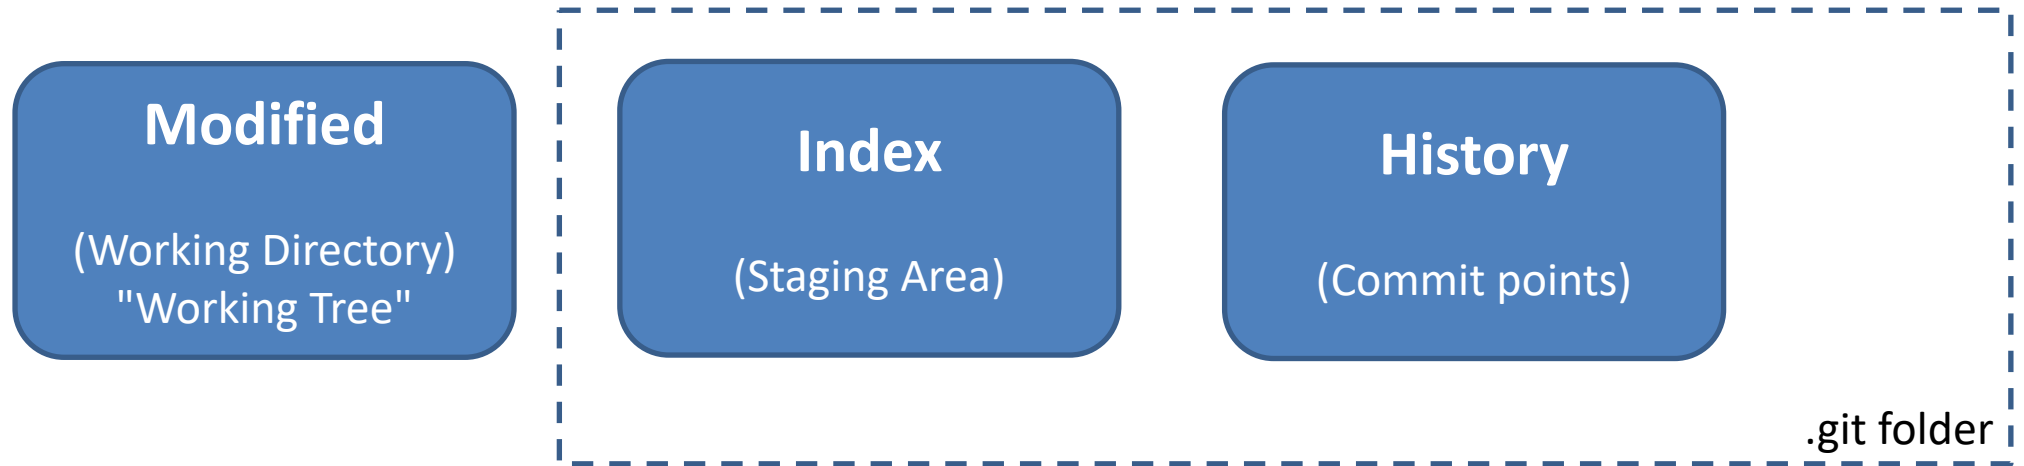 Modified
(Working Directory)
"Working Tree"
Index
(Staging Area)
History
(Commit points)
.git folder